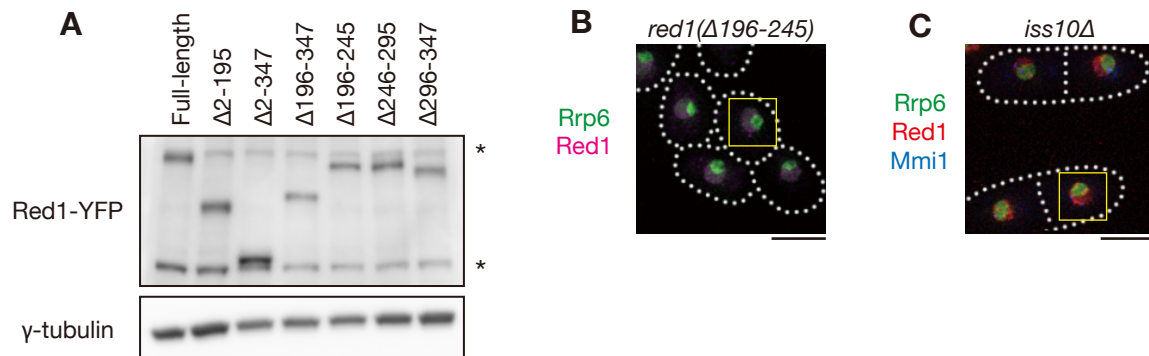 A
Full-length
Δ2-195
Δ2-347
Δ196-347
Δ196-245
Δ246-295
Δ296-347
*
Red1-YFP
*
γ-tubulin
B
red1(Δ196-245)
Rrp6
Red1
C
iss10Δ
Rrp6
Red1
Mmi1